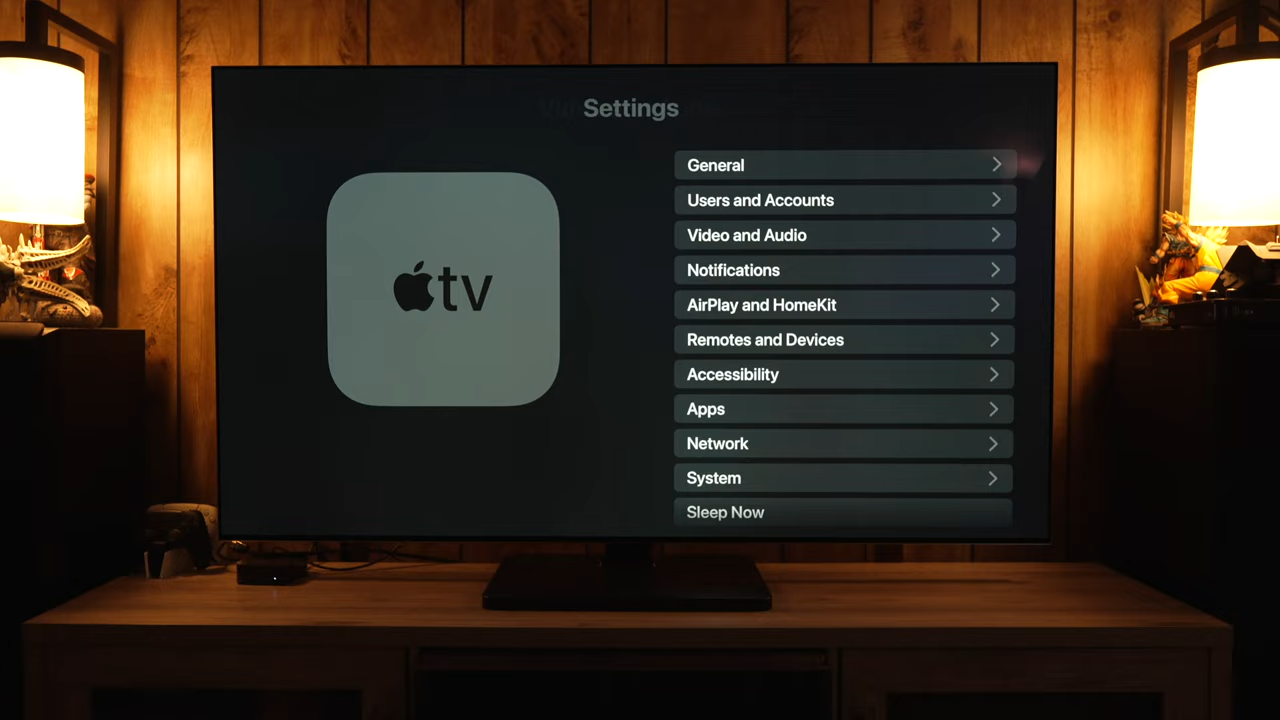 Settings
tv
General
Users and Accounts
Video and Audio
Notifications
AirPlay and HomeKit
Remotes and Devices
Accessibility
Apps
Network
System
Sleep Now